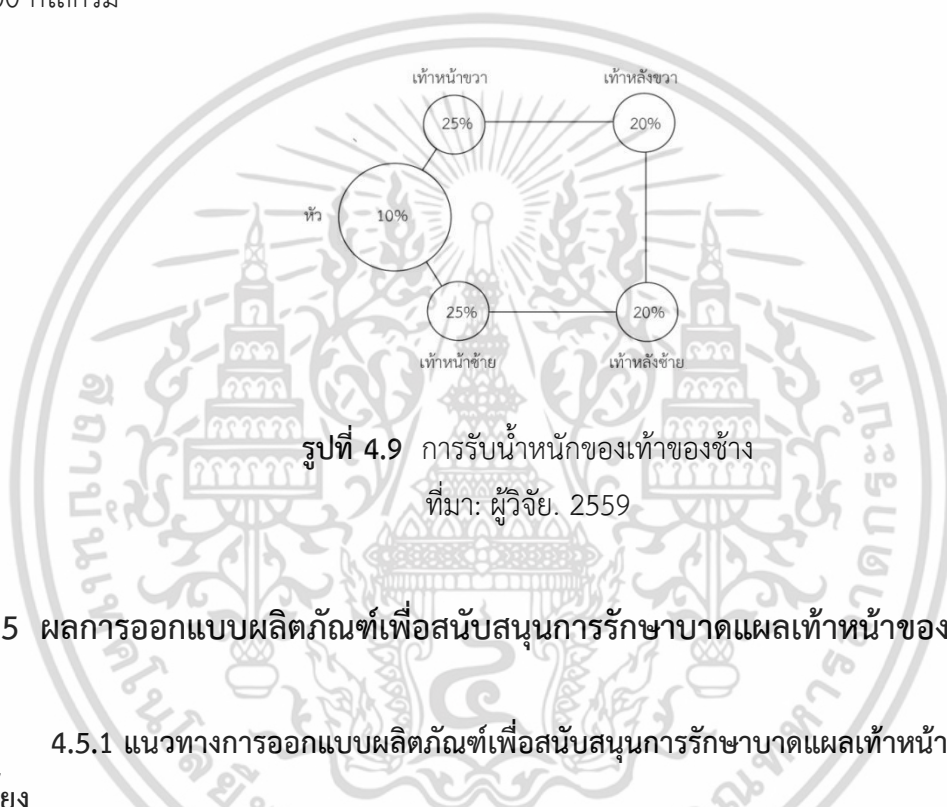 00 กิโลกรัม
เท้าหน้าขวา เท้าหลังขวา
25% 20%
หัว 10%
25% 20%
เท้าหน้าซ้าย เท้าหลังซ้าย
รูปที่ 4.9 การรับน้ำหนักของเท้าของช้าง
ที่มา: ผู้วิจัย. 2559
5 ผลการออกแบบผลิตภัณฑ์เพื่อสนับสนุนการรักษาบาดแผลเท้าหน้าของ
4.5.1 แนวทางการออกแบบผลิตภัณฑ์เพื่อสนับสนุนการรักษาบาดแผลเท้าหน้า